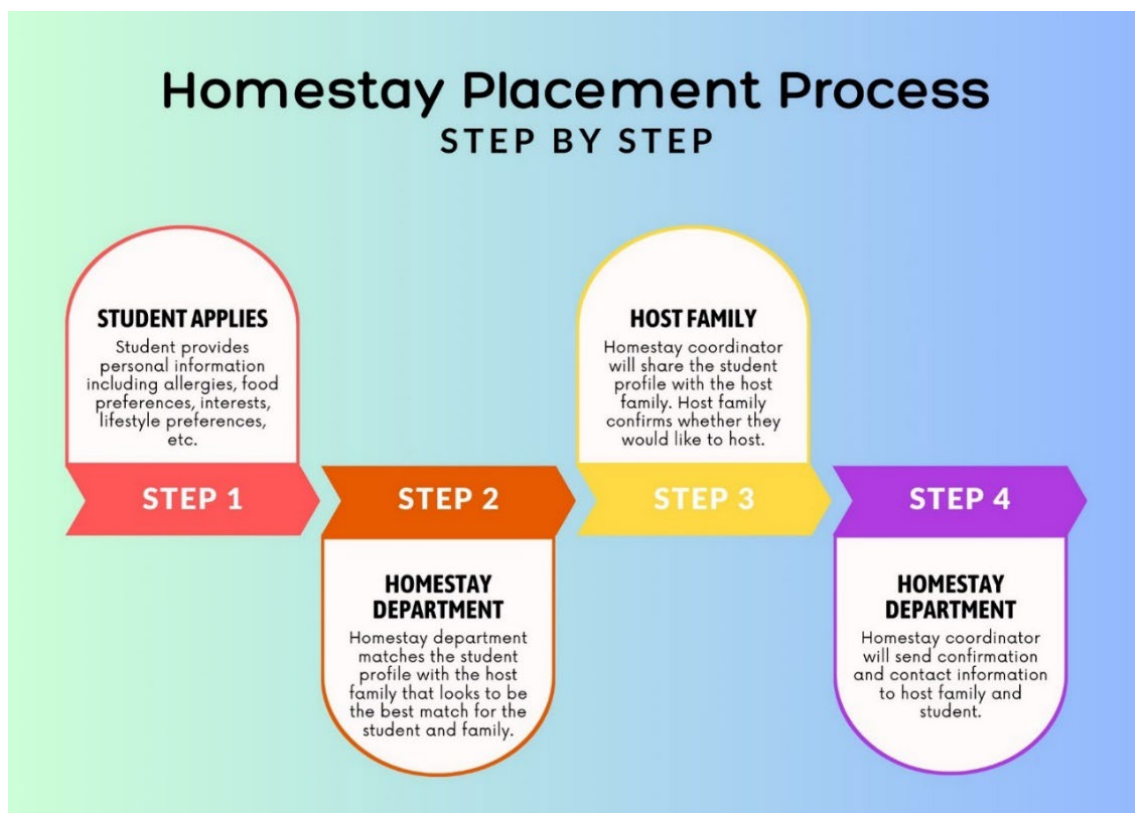 Homestay Placement Process
STEP BY STEP
STUDENT APPLIES
Student provides
personal information
including allergies, food
preferences, interests,
lifestyle preferences,
etc.
STEP 1
STEP 2
HOMESTAY
DEPARTMENT
Homestay department
matches the student
profile with the host
family that looks to be
the best match for the
student and family.
HOST FAMILY
Homestay coordinator
will share the student
profile with the host
family. Host family
confirms whether they
would like to host.
STEP 3
STEP 4
HOMESTAY
DEPARTMENT
Homestay coordinator
will send confirmation
and contact information
to host family and
student.